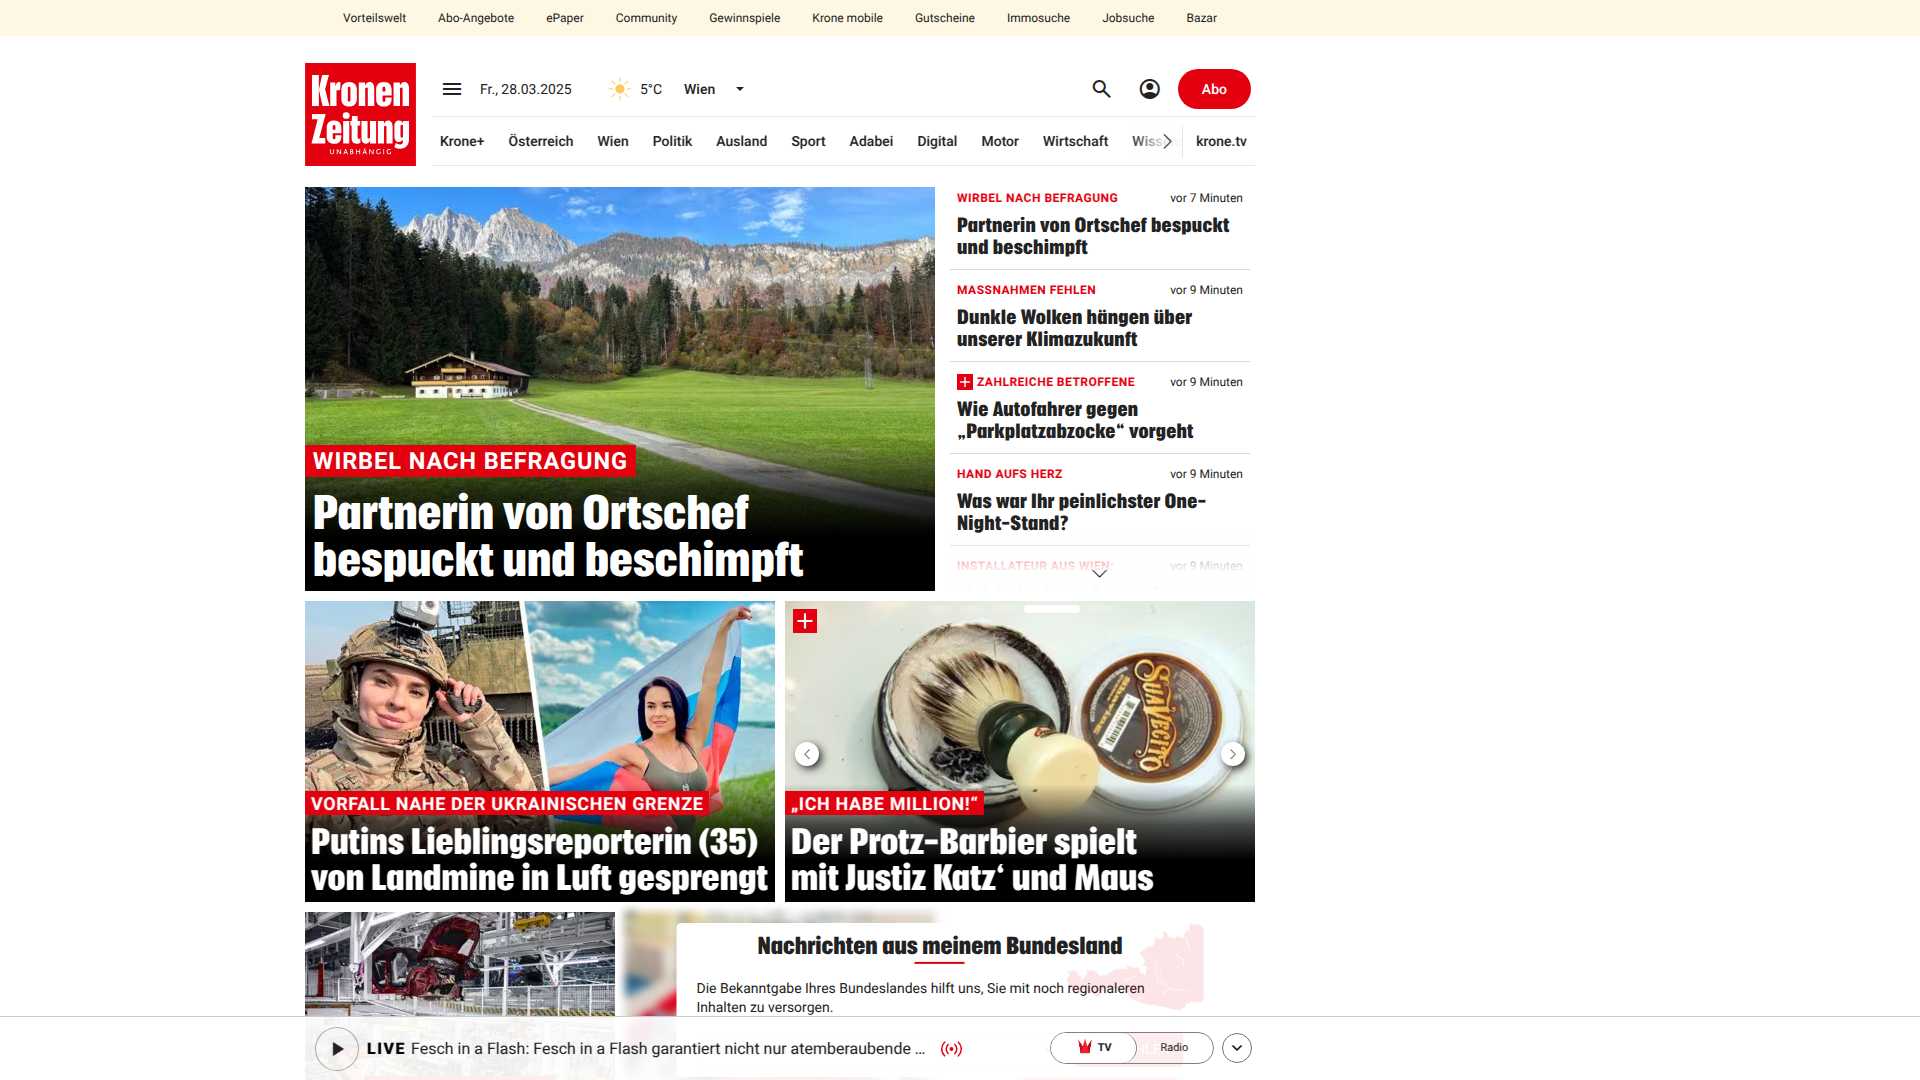 Vorteilswelt Abo-Angebote ePaper Community Gewinnspiele Krone mobile Gutscheine Immosuche Jobsuche Bazar
Kronen
Zeitung
UNABHÄNGIG
Fr., 28.03.2025 5°C Wien
Abo
Krone+ Österreich Wien Politik Ausland Sport Adabei Digital Motor Wirtschaft Wiss krone.tv
WIRBEL NACH BEFRAGUNG
Partnerin von Ortschef
bespuckt und beschimpft
WIRBEL NACH BEFRAGUNG vor 7 Minuten
Partnerin von Ortschef bespuckt
und beschimpft
MASSNAHMEN FEHLEN vor 9 Minuten
Dunkle Wolken hängen über
unserer Klimazukunft
ZAHLREICHE BETROFFENE vor 9 Minuten
Wie Autofahrer gegen
„Parkplatzabzocke“ vorgeht
HAND AUFS HERZ vor 9 Minuten
Was war Ihr peinlichster One-
Night-Stand?
INSTALLATEUR AUS WIEN: vor 9 Minuten
VORFALL NAHE DER UKRAINISCHEN GRENZE
Putins Lieblingsreporterin (35)
von Landmine in Luft gesprengt
SUAVECITO
„ICH HABE MILLION!“
Der Protz-Barbier spielt
mit Justiz Katz‘ und Maus
Nachrichten aus meinem Bundesland
Die Bekanntgabe Ihres Bundeslandes hilft uns, Sie mit noch regionaleren
Inhalten zu versorgen.
LIVE Fesch in a Flash: Fesch in a Flash garantiert nicht nur atemberaubende ...
TV Radio